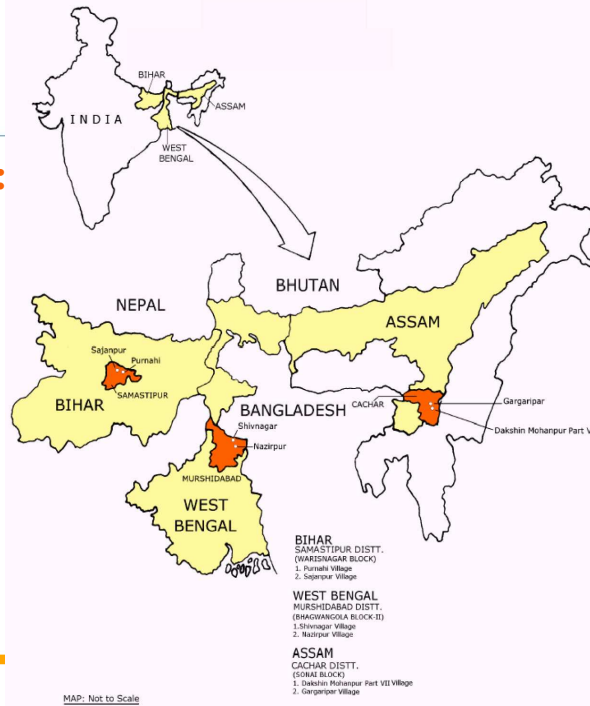 BIHAR
INDIA
ASSAM
WEST
BENGAL
BHUTAN
NEPAL
ASSAM
Sajanpur
Purnahi
SAMASTIPUR
BIHAR
CACHAR
Gargaripar
BANGLADESH
Shivnagar
Dakshin Mohanpur Part V
Nazirpur
MURSHIDABAD
WEST
BENGAL
BIHAR
SAMASTIPUR DISTT.
(WARISNAGAR BLOCK)
1. Purnahi Village
2. Sajanpur Village
WEST BENGAL
MURSHIDABAD DISTT.
(BHAGWANGOLA BLOCK-II)
1.Shivnagar Village
2. Nazirpur Village
ASSAM
CACHAR DISTT.
(SONAI BLOCK)
1. Dakshin Mohanpur Part VII Village
2. Gargaripar Village
MAP: Not to Scale